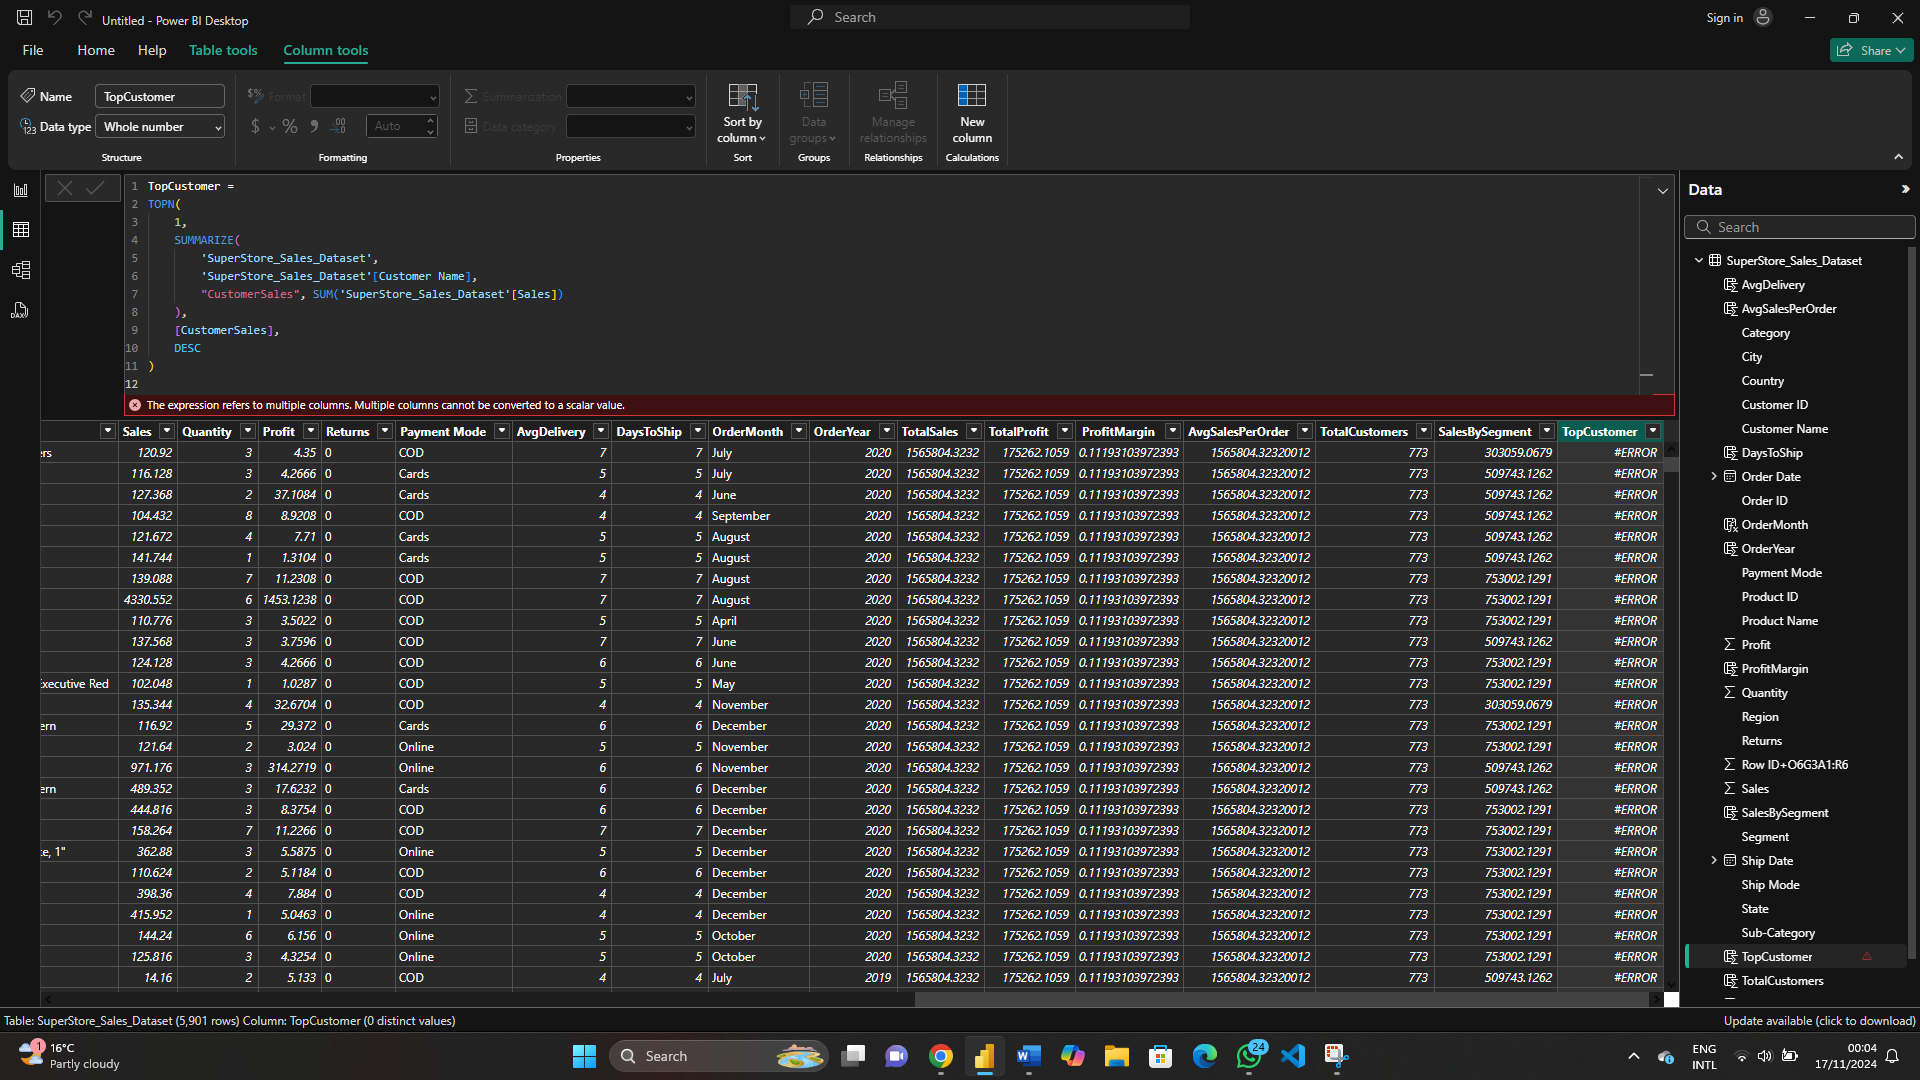 Untitled - Power BI Desktop
Search
Sign in
File Home Help Table tools Column tools
Share
Name TopCustomer
Data type Whole number
Structure
Format
$ % 9 Auto
Formatting
Summarization
Data category
Properties
Sort by column
Sort
Data groups
Groups
Manage relationships
Relationships
New column
Calculations
1 TopCustomer =
2 TOPN(
3 1,
4 SUMMARIZE(
5 'SuperStore_Sales_Dataset',
6 'SuperStore_Sales_Dataset'[Customer Name],
7 "CustomerSales", SUM('SuperStore_Sales_Dataset'[Sales])
8 ),
9 [CustomerSales],
10 DESC
11 )
12
The expression refers to multiple columns. Multiple columns cannot be converted to a scalar value.
Sales Quantity Profit Returns Payment Mode AvgDelivery DaysToShip OrderMonth OrderYear TotalSales TotalProfit ProfitMargin AvgSalesPerOrder TotalCustomers SalesBySegment TopCustomer
ers 120.92 3 4.35 0 COD 7 7 July 2020 1565804.3232 175262.1059 0.11193103972393 1565804.32320012 773 303059.0679 #ERROR
116.128 3 4.2666 0 Cards 5 5 July 2020 1565804.3232 175262.1059 0.11193103972393 1565804.32320012 773 509743.1262 #ERROR
127.368 2 37.1084 0 Cards 4 4 June 2020 1565804.3232 175262.1059 0.11193103972393 1565804.32320012 773 509743.1262 #ERROR
104.432 8 8.9208 0 COD 4 4 September 2020 1565804.3232 175262.1059 0.11193103972393 1565804.32320012 773 509743.1262 #ERROR
121.672 4 7.71 0 Cards 5 5 August 2020 1565804.3232 175262.1059 0.11193103972393 1565804.32320012 773 509743.1262 #ERROR
141.744 1 1.3104 0 Cards 5 5 August 2020 1565804.3232 175262.1059 0.11193103972393 1565804.32320012 773 509743.1262 #ERROR
139.088 7 11.2308 0 COD 7 7 August 2020 1565804.3232 175262.1059 0.11193103972393 1565804.32320012 773 753002.1291 #ERROR
4330.552 6 1453.1238 0 COD 7 7 August 2020 1565804.3232 175262.1059 0.11193103972393 1565804.32320012 773 753002.1291 #ERROR
110.776 3 3.5022 0 COD 5 5 April 2020 1565804.3232 175262.1059 0.11193103972393 1565804.32320012 773 753002.1291 #ERROR
137.568 3 3.7596 0 COD 7 7 June 2020 1565804.3232 175262.1059 0.11193103972393 1565804.32320012 773 509743.1262 #ERROR
124.128 3 4.2666 0 COD 6 6 June 2020 1565804.3232 175262.1059 0.11193103972393 1565804.32320012 773 753002.1291 #ERROR
Executive Red 102.048 1 1.0287 0 COD 5 5 May 2020 1565804.3232 175262.1059 0.11193103972393 1565804.32320012 773 753002.1291 #ERROR
135.344 4 32.6704 0 COD 4 4 November 2020 1565804.3232 175262.1059 0.11193103972393 1565804.32320012 773 303059.0679 #ERROR
ern 116.92 5 29.372 0 Cards 6 6 December 2020 1565804.3232 175262.1059 0.11193103972393 1565804.32320012 773 753002.1291 #ERROR
121.64 2 3.024 0 Online 5 5 November 2020 1565804.3232 175262.1059 0.11193103972393 1565804.32320012 773 753002.1291 #ERROR
971.176 3 314.2719 0 Online 6 6 November 2020 1565804.3232 175262.1059 0.11193103972393 1565804.32320012 773 509743.1262 #ERROR
ern 489.352 3 17.6232 0 Cards 6 6 December 2020 1565804.3232 175262.1059 0.11193103972393 1565804.32320012 773 509743.1262 #ERROR
444.816 3 8.3754 0 COD 6 6 December 2020 1565804.3232 175262.1059 0.11193103972393 1565804.32320012 773 753002.1291 #ERROR
158.264 7 11.2266 0 COD 7 7 December 2020 1565804.3232 175262.1059 0.11193103972393 1565804.32320012 773 753002.1291 #ERROR
ce, 1" 362.88 3 5.5875 0 Online 5 5 December 2020 1565804.3232 175262.1059 0.11193103972393 1565804.32320012 773 753002.1291 #ERROR
110.624 2 5.1184 0 COD 6 6 December 2020 1565804.3232 175262.1059 0.11193103972393 1565804.32320012 773 753002.1291 #ERROR
398.36 4 7.884 0 COD 4 4 December 2020 1565804.3232 175262.1059 0.11193103972393 1565804.32320012 773 753002.1291 #ERROR
415.952 1 5.0463 0 Online 4 4 December 2020 1565804.3232 175262.1059 0.11193103972393 1565804.32320012 773 753002.1291 #ERROR
144.24 6 6.156 0 Online 5 5 October 2020 1565804.3232 175262.1059 0.11193103972393 1565804.32320012 773 753002.1291 #ERROR
125.816 3 4.3254 0 Online 5 5 October 2020 1565804.3232 175262.1059 0.11193103972393 1565804.32320012 773 753002.1291 #ERROR
14.16 2 5.133 0 COD 4 4 July 2019 1565804.3232 175262.1059 0.11193103972393 1565804.32320012 773 509743.1262 #ERROR
Data
Search
SuperStore_Sales_Dataset
AvgDelivery
AvgSalesPerOrder
Category
City
Country
Customer ID
Customer Name
DaysToShip
Order Date
Order ID
OrderMonth
OrderYear
Payment Mode
Product ID
Product Name
Profit
ProfitMargin
Quantity
Region
Returns
Row ID+O6G3A1:R6
Sales
SalesBySegment
Segment
Ship Date
Ship Mode
State
Sub-Category
TopCustomer
TotalCustomers
Table: SuperStore_Sales_Dataset (5,901 rows) Column: TopCustomer (0 distinct values)
Update available (click to download)
1
16°C
Partly cloudy
Search
24
ENG
INTL
00:04
17/11/2024